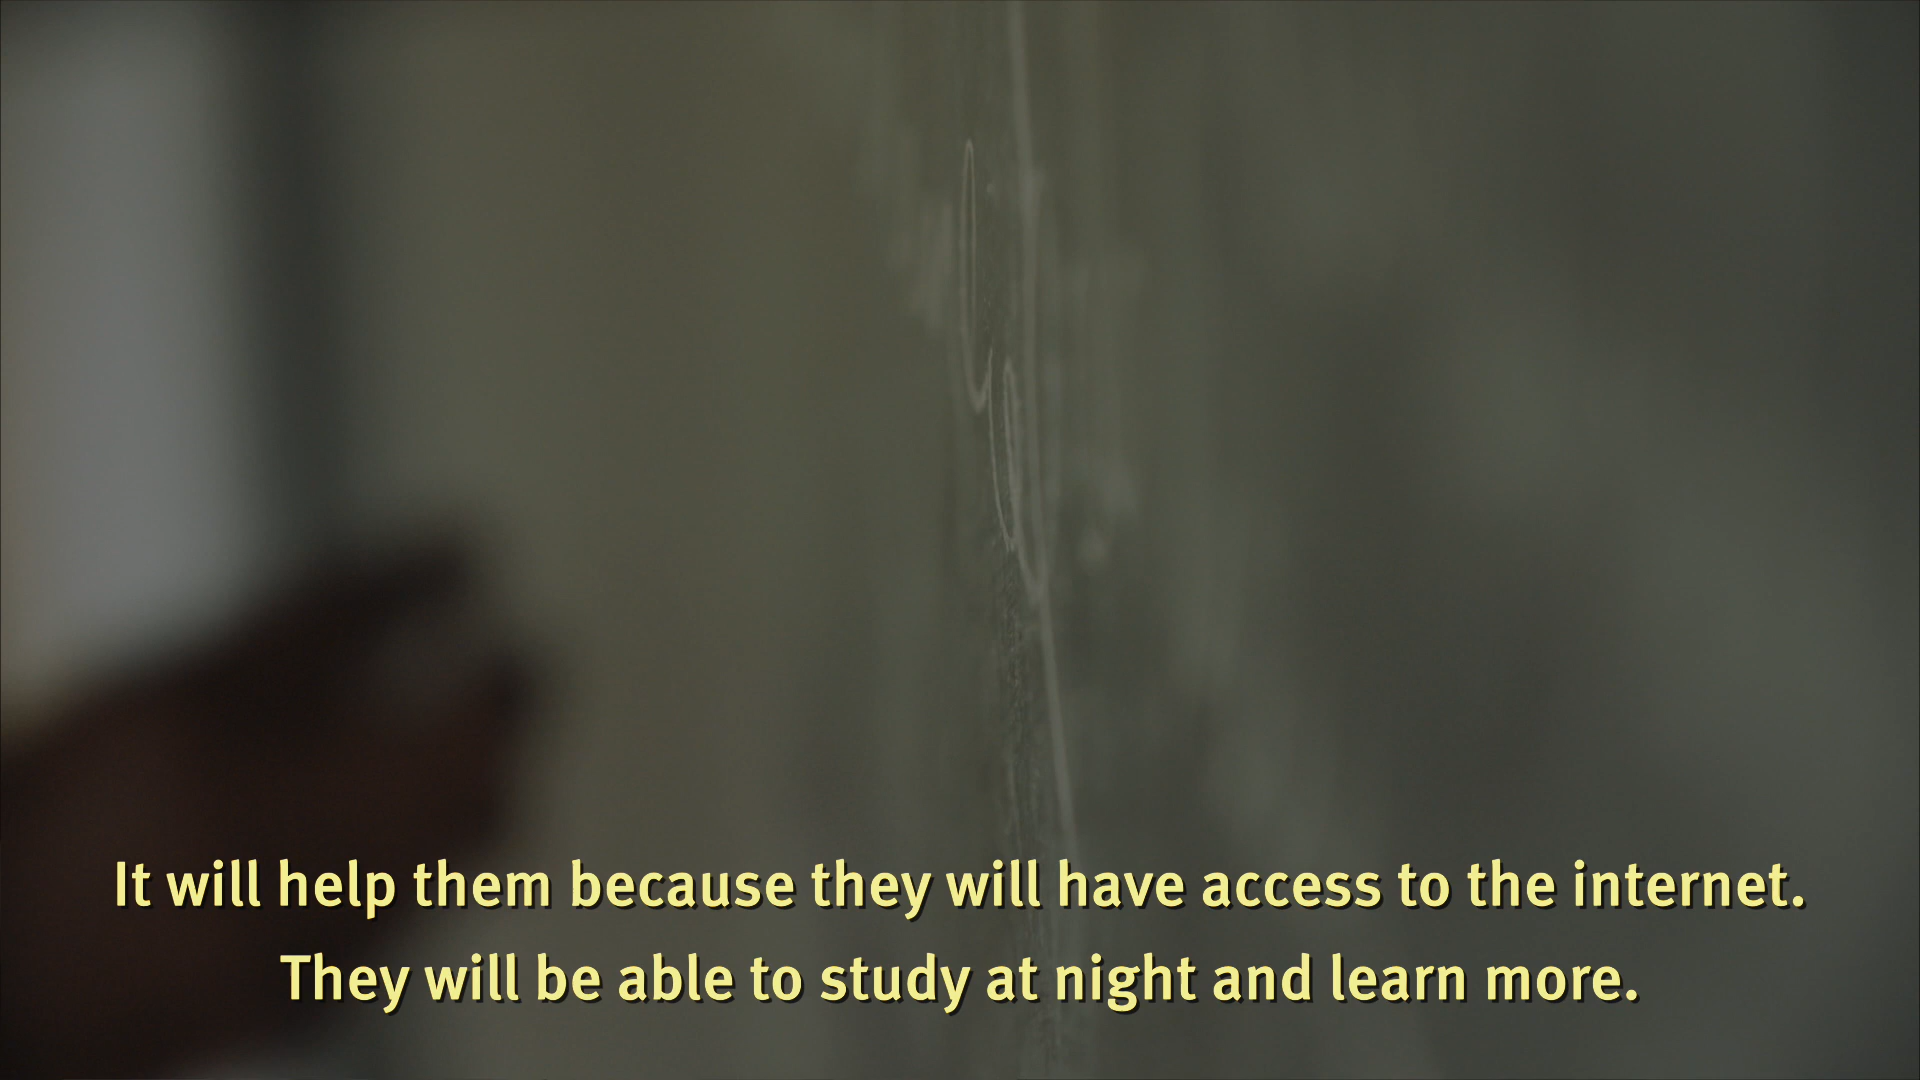 It will help them because they will have access to the internet.
They will be able to study at night and learn more.